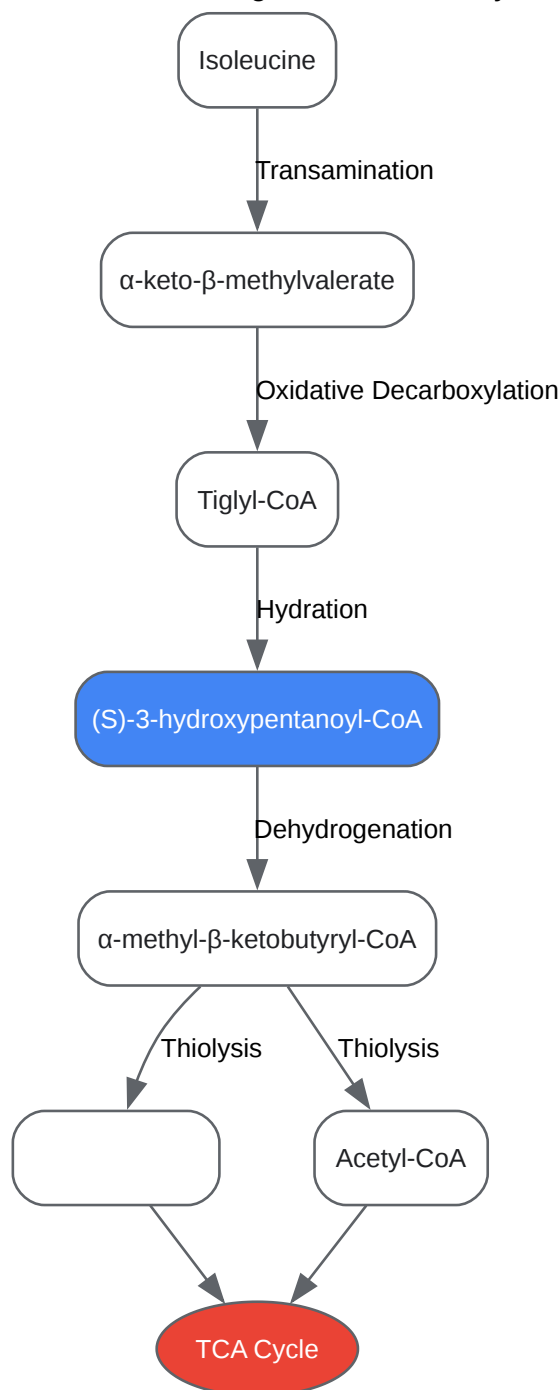 Isoleucine
Transamination
α-keto-β-methylvalerate
Oxidative Decarboxylation
Tiglyl-CoA
Hydration
(S)-3-hydroxypentanoyl-CoA
Dehydrogenation
α-methyl-β-ketobutyryl-CoA
Thiolysis Thiolysis
Acetyl-CoA
TCA Cycle